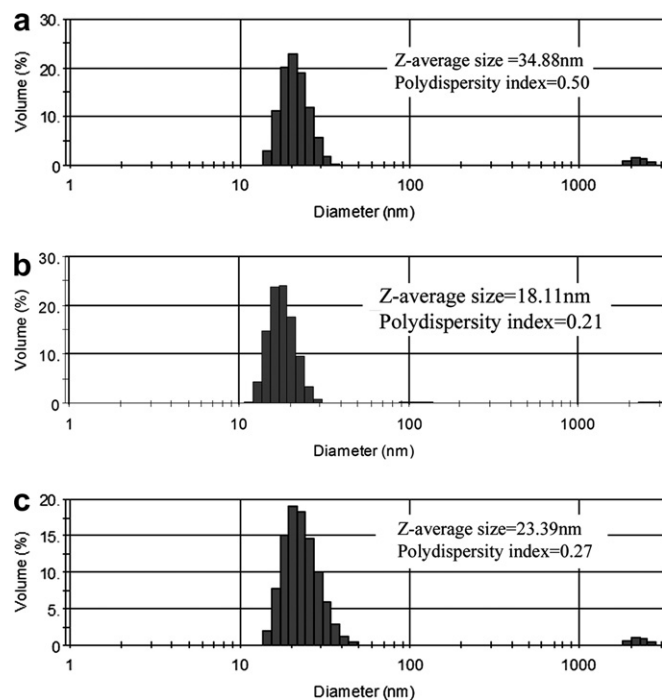 a
30.
20.
10.
0
Volume (%)
Z-average size =34.88nm
Polydispersity index=0.50
1
10
100
1000
Diameter (nm)
b
30.
20.
10.
0
Volume (%)
Z-average size=18.11nm
Polydispersity index=0.21
1
10
100
1000
Diameter (nm)
c
20.
15.
10.
5.
0
Volume (%)
Z-average size=23.39nm
Polydispersity index=0.27
1
10
100
1000
Diameter (nm)